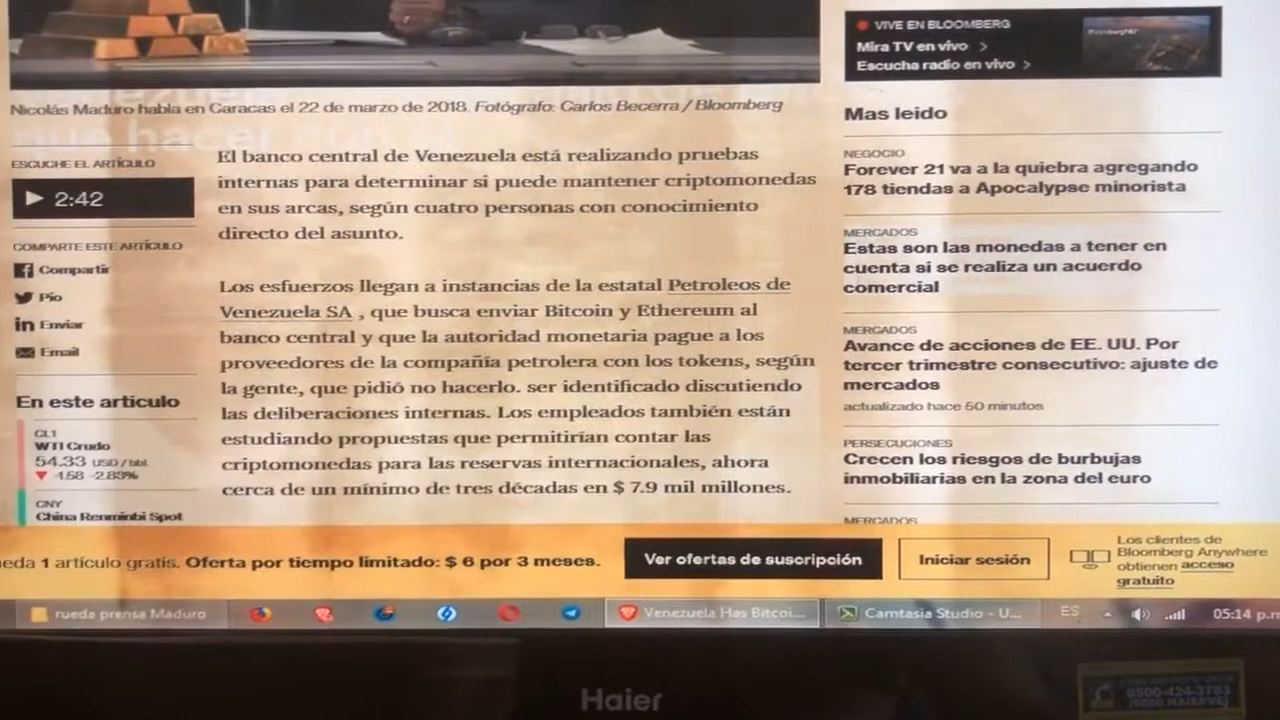 Nicolás Maduro habla en Caracas el 22 de marzo de 2018. Fotógrafo: Carlos Becerra / Bloomberg
que hacer
ESCUCHE EL ARTÍCULO
2:42
COMPARTE ESTE ARTÍCULO
Compartir
Pío
Enviar
Email
En este articulo
CL1
WTI Crudo
54.33 USD/bbl.
-1.58 -2.83%
CNY
China Renminbi Spot
El banco central de Venezuela está realizando pruebas
internas para determinar si puede mantener criptomonedas
en sus arcas, según cuatro personas con conocimiento
directo del asunto.
Los esfuerzos llegan a instancias de la estatal Petroleos de
Venezuela SA , que busca enviar Bitcoin y Ethereum al
banco central y que la autoridad monetaria pague a los
proveedores de la compañía petrolera con los tokens, según
la gente, que pidió no hacerlo. ser identificado discutiendo
las deliberaciones internas. Los empleados también están
estudiando propuestas que permitirían contar las
criptomonedas para las reservas internacionales, ahora
cerca de un mínimo de tres décadas en $ 7.9 mil millones.
VIVE EN BLOOMBERG
Mira TV en vivo >
Escucha radio en vivo >
Mas leido
NEGOCIO
Forever 21 va a la quiebra agregando
178 tiendas a Apocalypse minorista
MERCADOS
Estas son las monedas a tener en
cuenta si se realiza un acuerdo
comercial
MERCADOS
Avance de acciones de EE. UU. Por
tercer trimestre consecutivo: ajuste de
mercados
actualizado hace 50 minutos
PERSECUCIONES
Crecen los riesgos de burbujas
inmobiliarias en la zona del euro
MERCADOS
eda 1 artículo gratis. Oferta por tiempo limitado: $ 6 por 3 meses.
Ver ofertas de suscripción
Iniciar sesión
Los clientes de
Bloomberg Anywhere
obtienen acceso
gratuito
rueda prensa Maduro
Venezuela Has Bitcoi...
Camtasia Studio - U...
ES
05:14 p.n
Haier
0500-424-3783